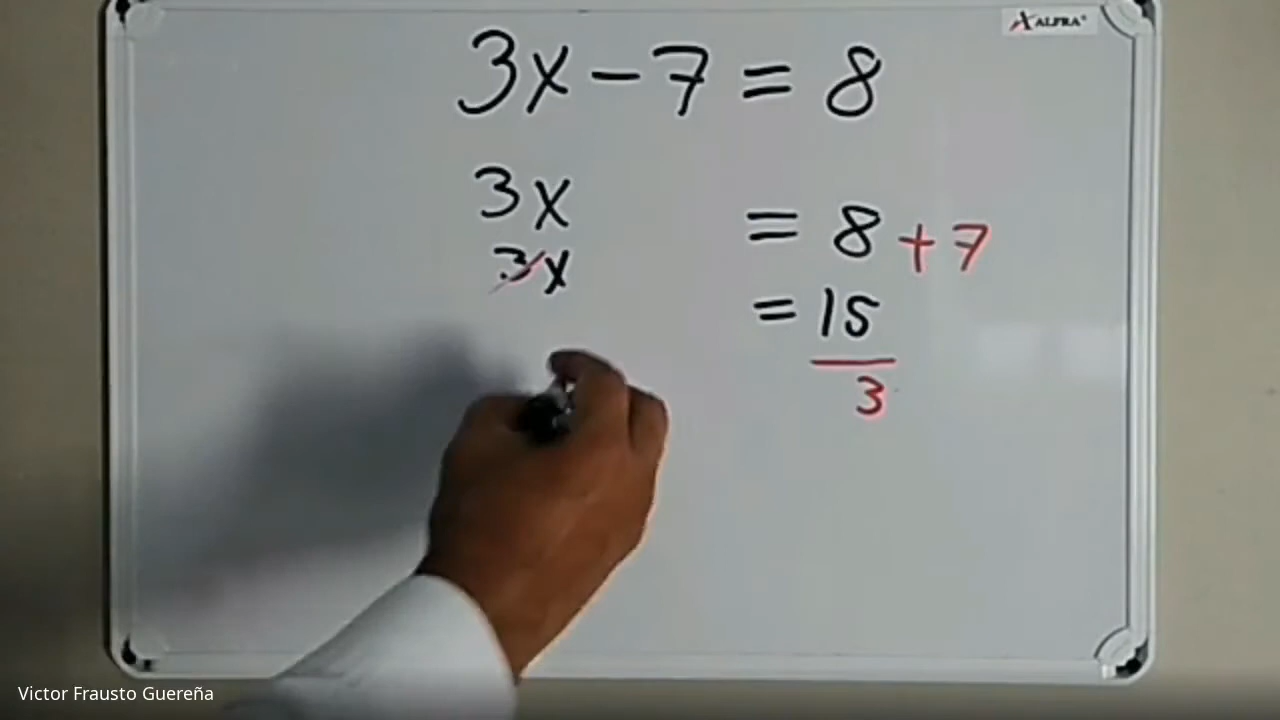 ALFRA
3x - 7 = 8
3x = 8 + 7
3x = 15
3
Victor Frausto Guereña